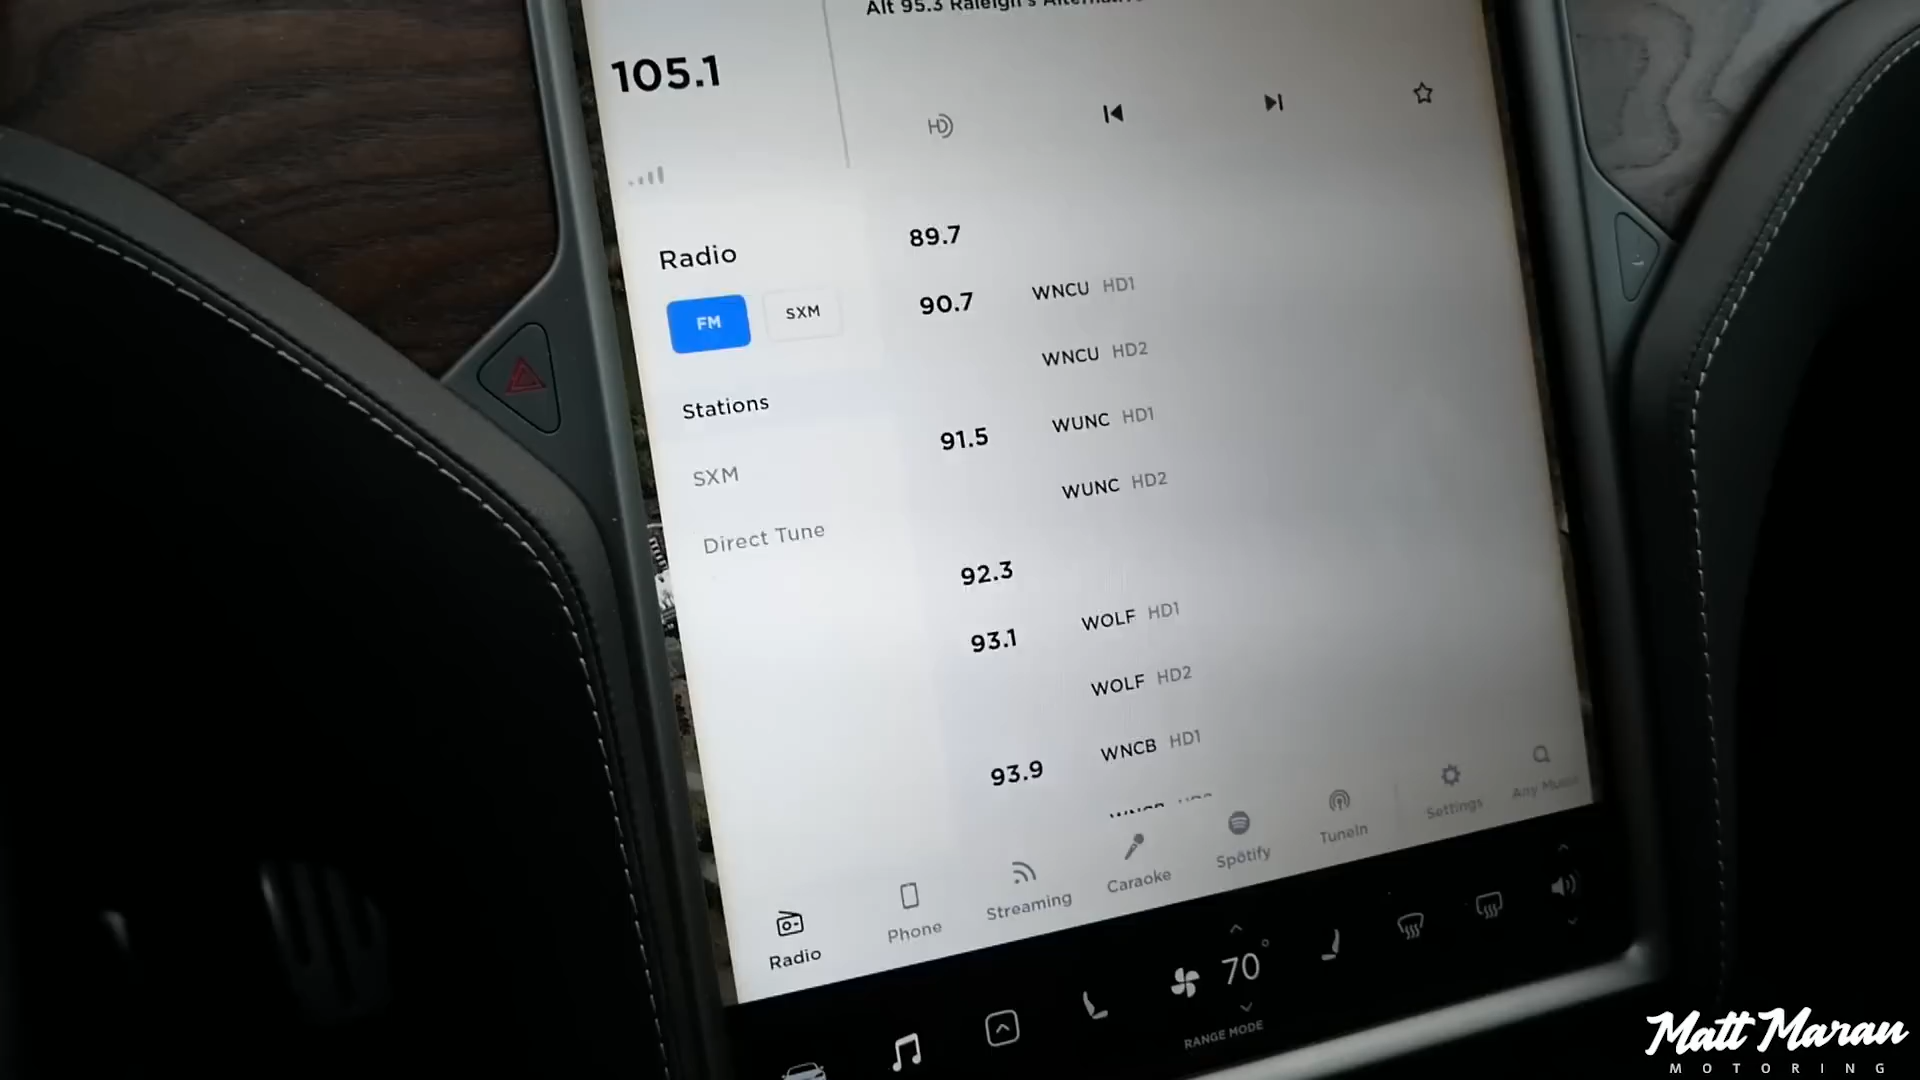 Alt 95.3 Raleigh's
105.1
HD
Radio
FM SXM
Stations
SXM
Direct Tune
89.7
90.7 WNCU HD1
WNCU HD2
91.5 WUNC HD1
WUNC HD2
92.3
93.1 WOLF HD1
WOLF HD2
93.9 WNCB HD1
Radio Phone Streaming Caraoke Spotify TuneIn Settings Any
70°
RANGE MODE
Matt Maran
MOTORING